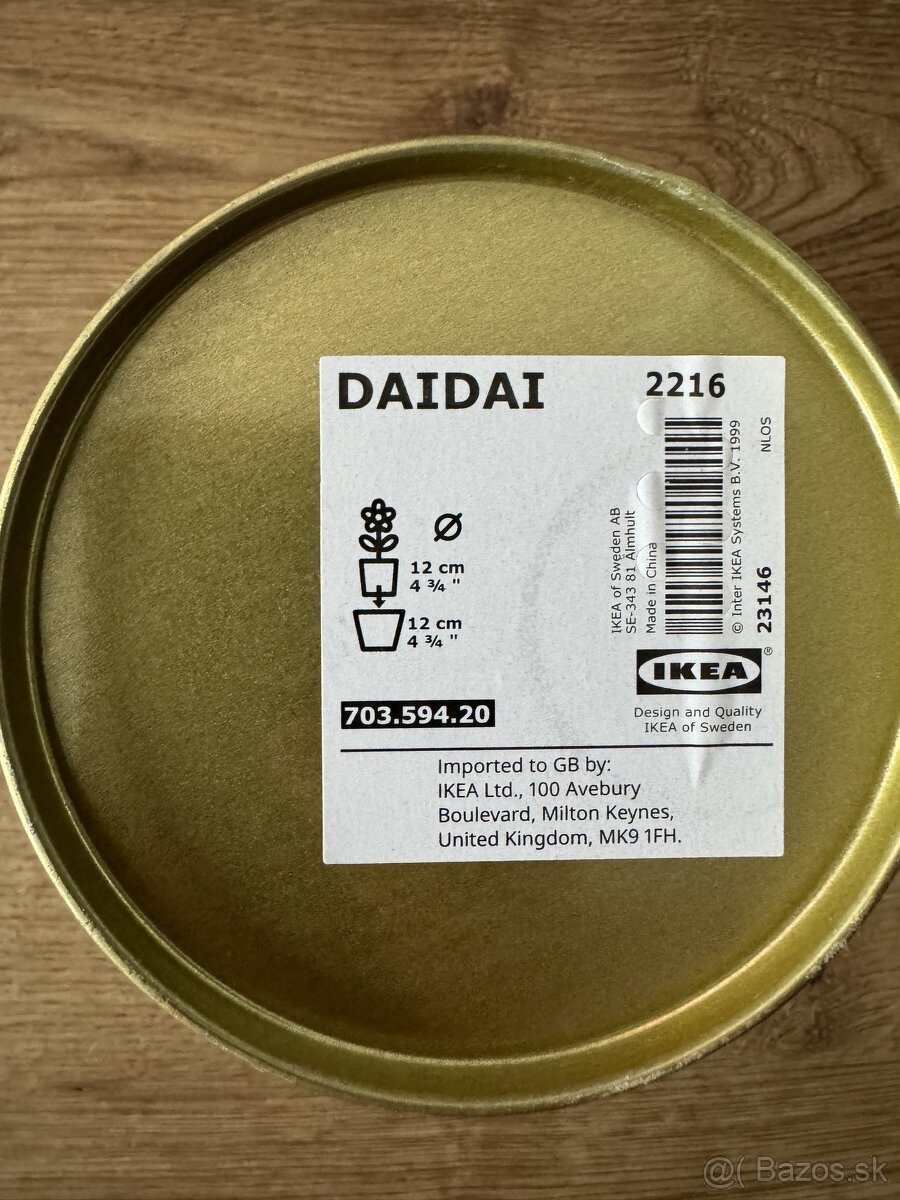 DAIDAI
2216
12 cm
4 ¾ "
12 cm
4 ¾ "
703.594.20
IKEA of Sweden AB
SE-343 81 Älmhult
Made in China
© Inter IKEA Systems B.V. 1999
23146
NLOS
IKEA®
Design and Quality
IKEA of Sweden
Imported to GB by:
IKEA Ltd., 100 Avebury
Boulevard, Milton Keynes,
United Kingdom, MK9 1FH.
@( Bazos.sk